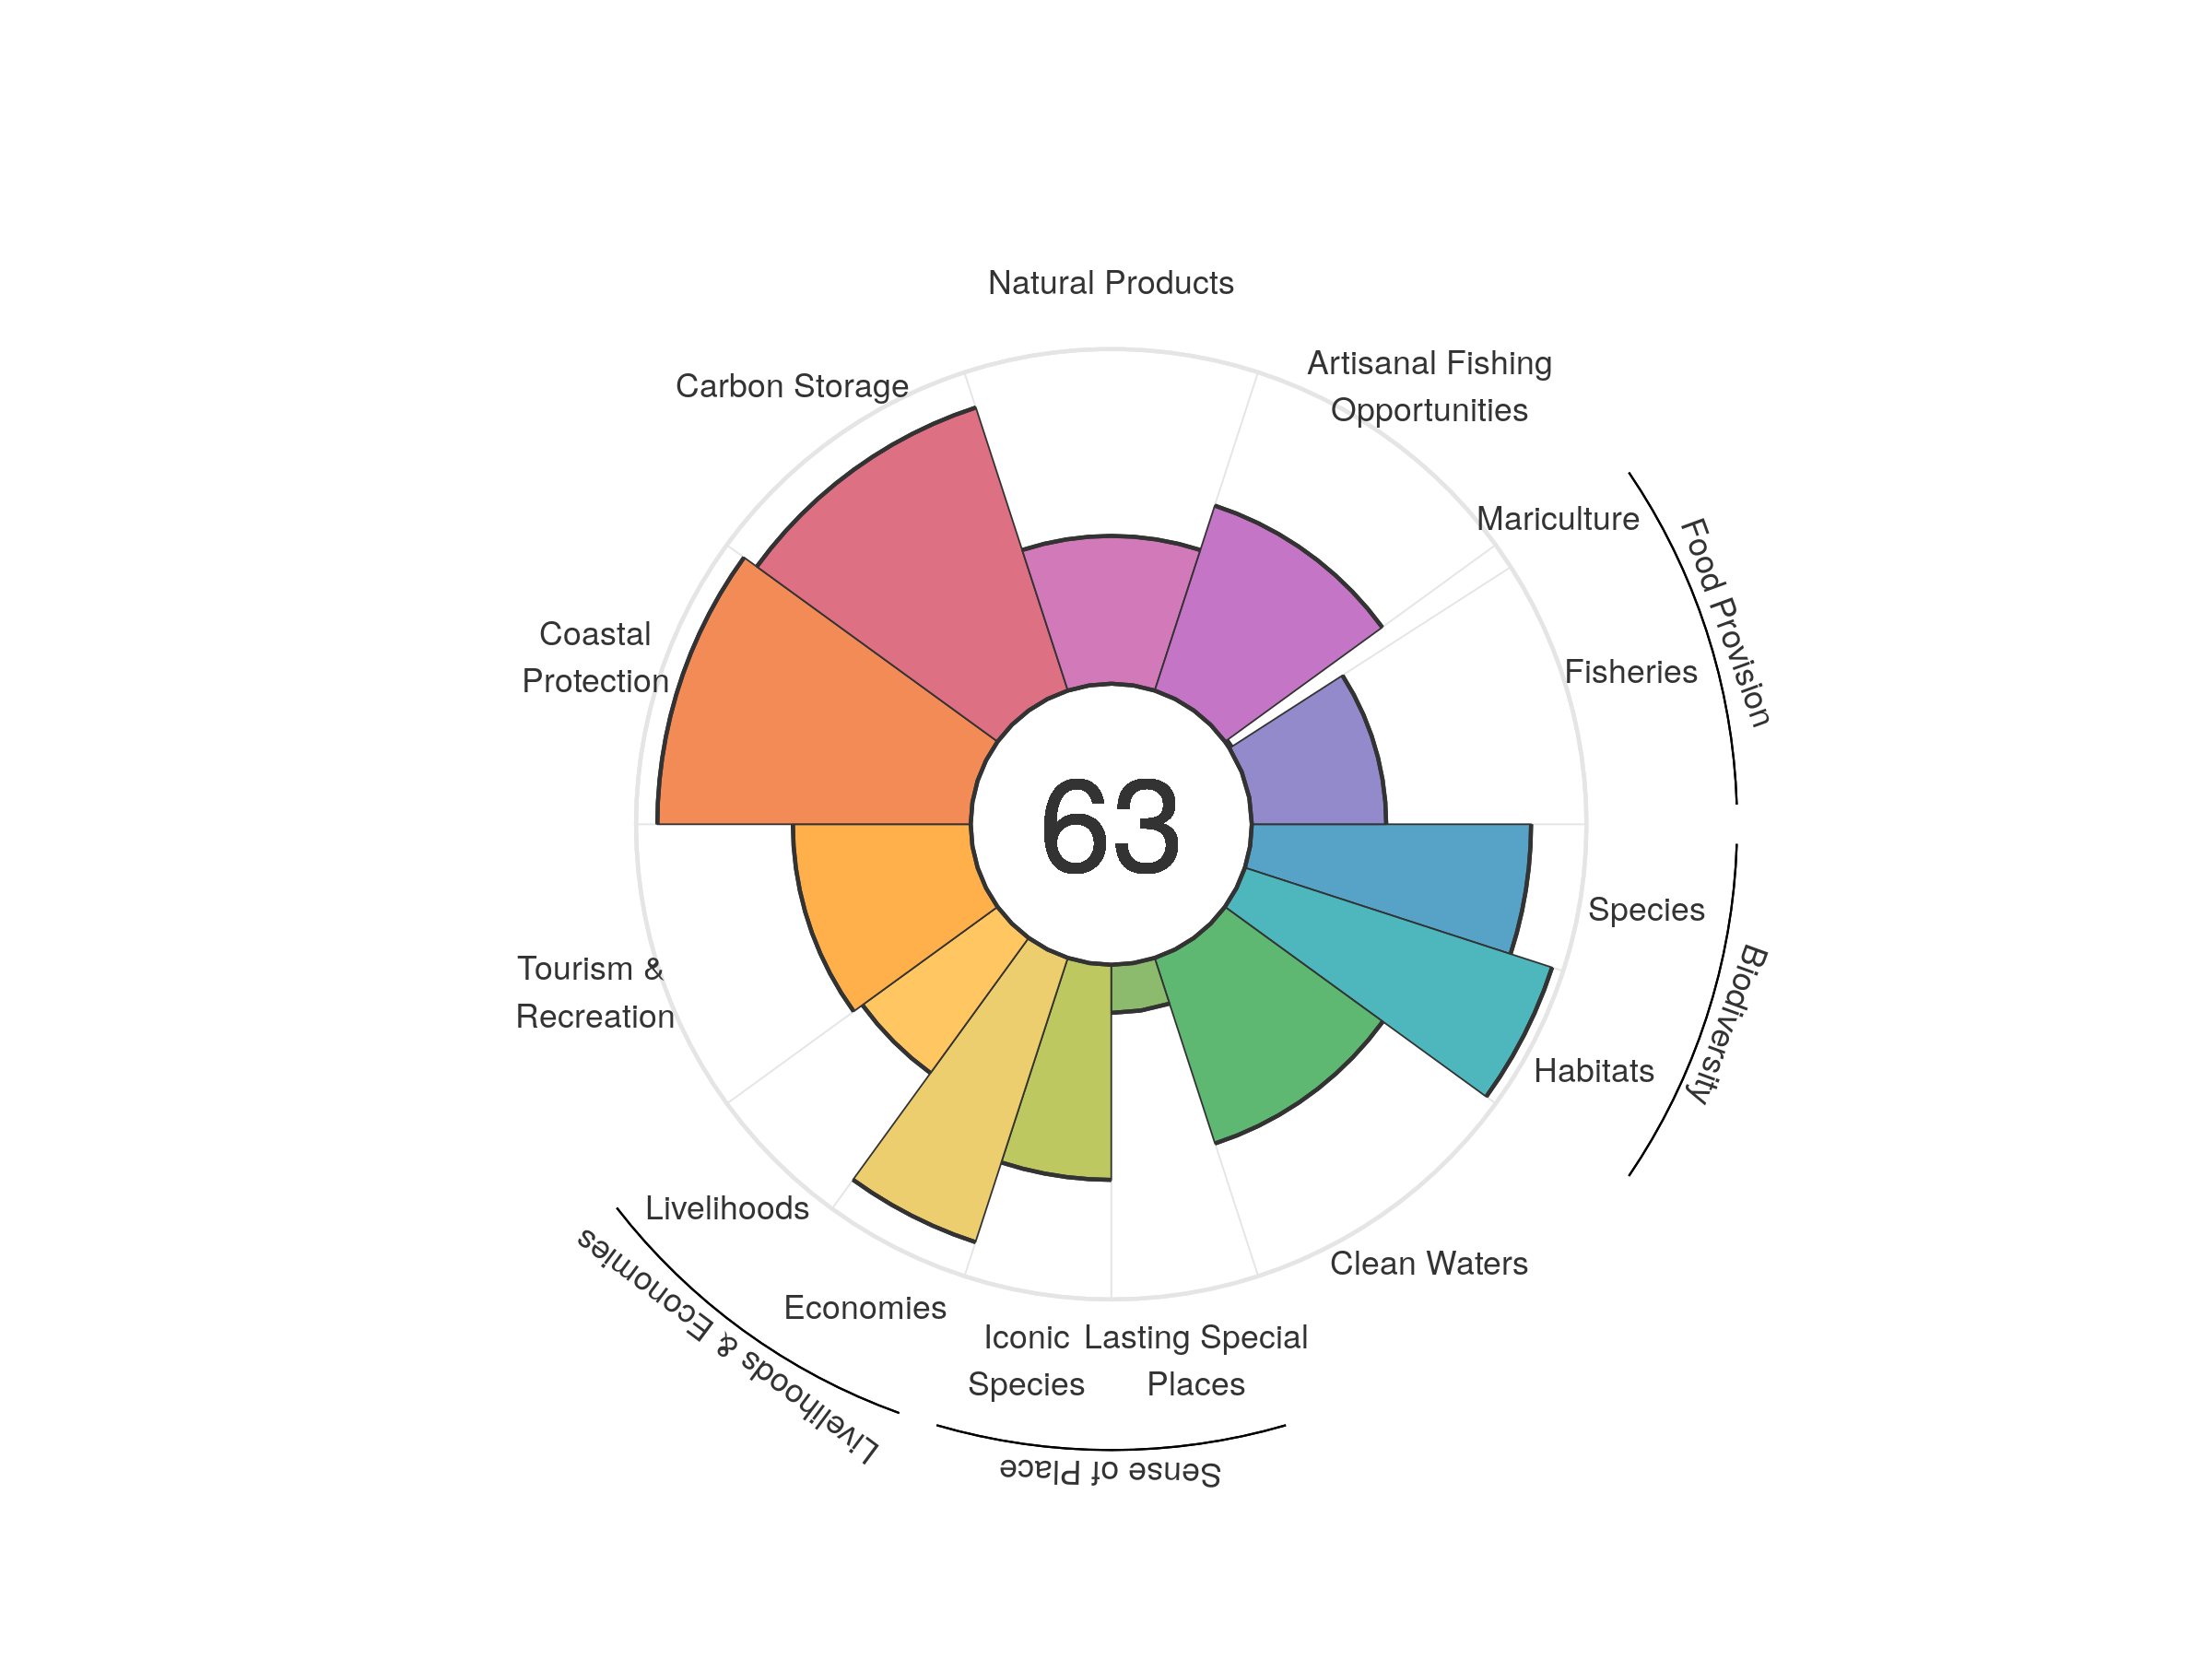 Natural Products
Carbon Storage
Artisanal Fishing
Opportunities
Mariculture
Food Provision
Fisheries
Coastal
Protection
63
Species
Biodiversity
Tourism &
Recreation
Habitats
Livelihoods
Clean Waters
Livelihoods & Economies
Economies
Iconic
Species
Lasting Special
Places
Sense of Place